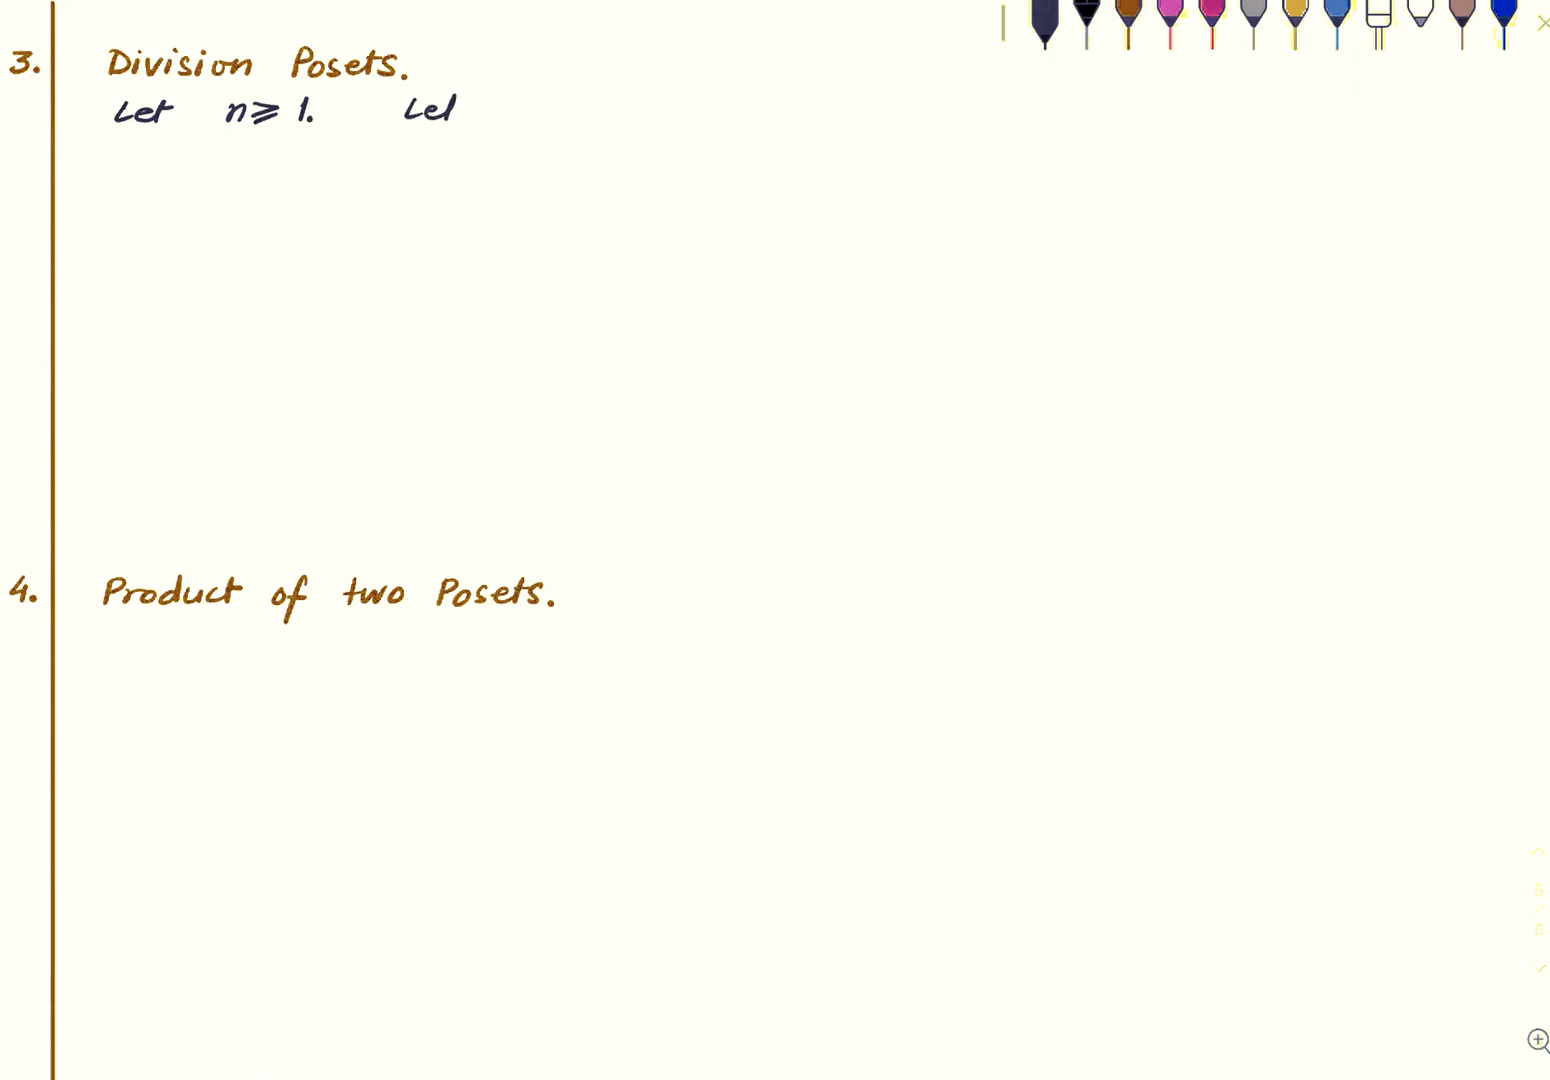 3. Division Posets.
Let n ⩾ 1. Let
4. Product of two Posets.